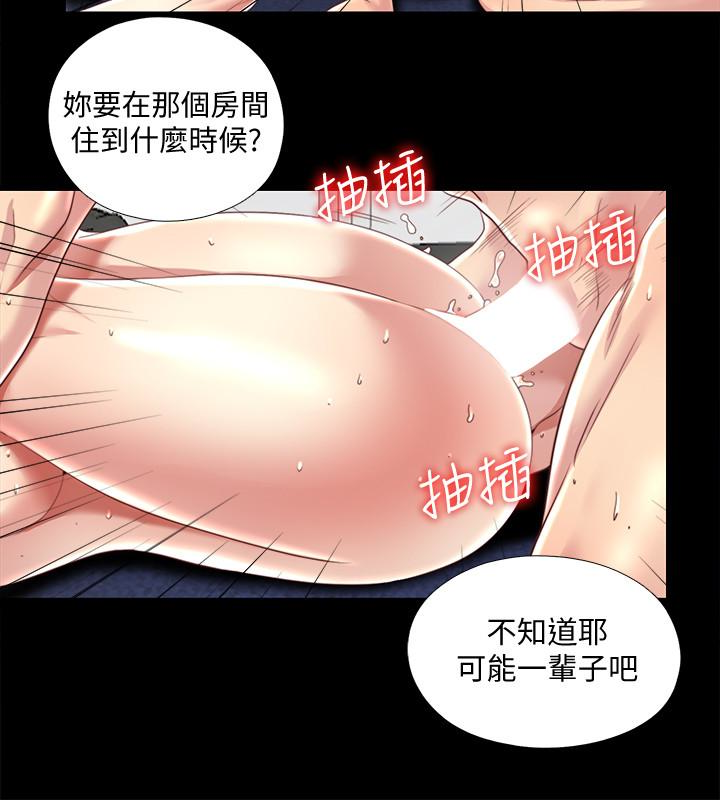 妳要在那個房間
住到什麼時候?
抽插
抽插
抽插
不知道耶
可能一輩子吧